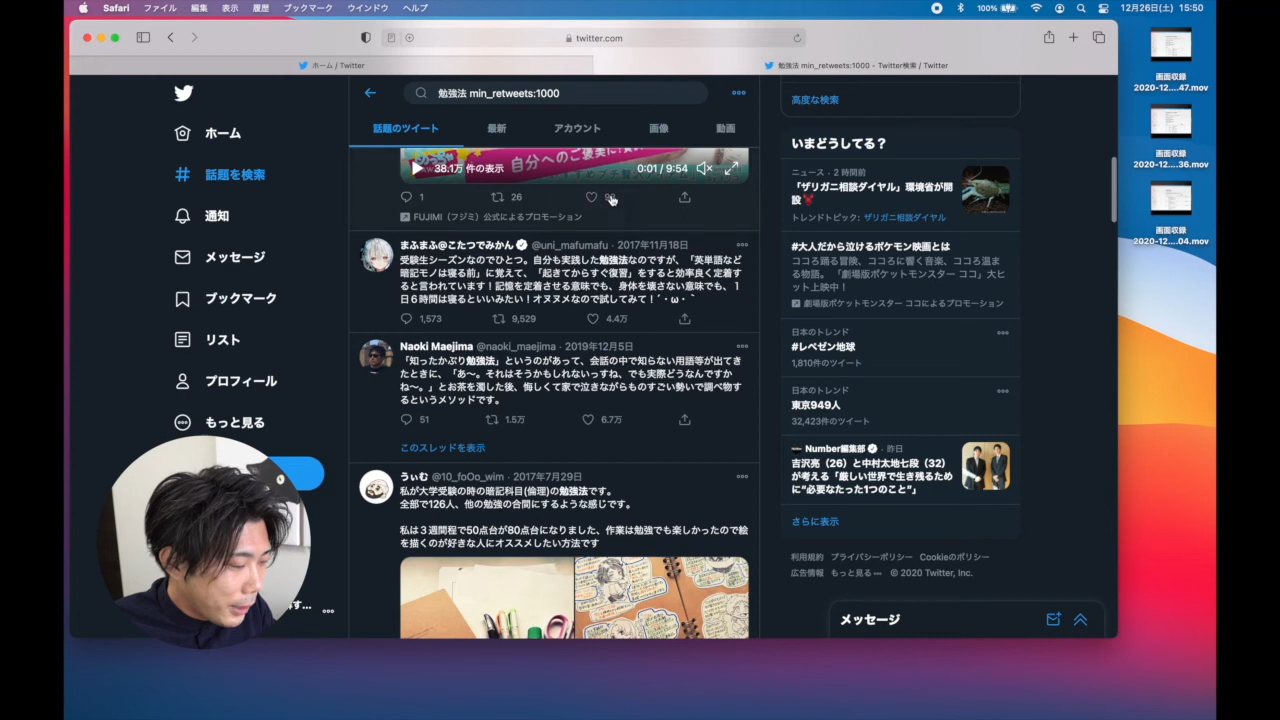 Safari ファイル 編集 表示 履歴 ブックマーク ウインドウ ヘルプ
100%
12月26日(土) 15:50
twitter.com
ホーム / Twitter
勉強法 min_retweets:1000 - Twitter検索 / Twitter
画面収録
2020-12....47.mov
画面収録
2020-12....36.mov
画面収録
2020-12....04.mov
ホーム
話題を検索
通知
メッセージ
ブックマーク
リスト
プロフィール
もっと見る
勉強法 min_retweets:1000
話題のツイート 最新 アカウント 画像 動画
自分へのご褒美に
38.1万 件の表示
0:01 / 9:54
1 26
FUJIMI（フジミ）公式によるプロモーション
まふまふ@こたつでみかん @uni_mafumafu · 2017年11月18日
受験生シーズンなのでひとつ。自分も実践した勉強法なのですが、「英単語など
暗記モノは寝る前」に覚えて、「起きてからすぐ復習」をすると効率良く定着す
ると言われています！記憶を定着させる意味でも、身体を壊さない意味でも、１
日６時間は寝るといいみたい！オヌヌメなので試してみて！´・ω・｀
1,573 9,529 4.4万
Naoki Maejima @naoki_maejima · 2019年12月5日
「知ったかぶり勉強法」というのがあって、会話の中で知らない用語等が出てき
たときに、「あ〜。それはそうかもしれないっすね、でも実際どうなんですか
ね〜。」とお茶を濁した後、悔しくて家で泣きながらものすごい勢いで調べ物す
るというメソッドです。
51 1.5万 6.7万
このスレッドを表示
うぃむ @10_foOo_wim · 2017年7月29日
私が大学受験の時の暗記科目(倫理)の勉強法です。
全部で126人、他の勉強の合間にするような感じです。
私は３週間程で50点台が80点台になりました、作業は勉強でも楽しかったので絵
を描くのが好きな人にオススメしたい方法です
高度な検索
いまどうしてる？
ニュース · 2 時間前
「ザリガニ相談ダイヤル」環境省が開
設
トレンドトピック: ザリガニ相談ダイヤル
#大人だから泣けるポケモン映画とは
ココろ躍る冒険、ココろに響く音楽、ココろ温ま
る物語。 「劇場版ポケットモンスター ココ」大ヒ
ット上映中！
劇場版ポケットモンスター ココによるプロモーション
日本のトレンド
#レペゼン地球
1,810件のツイート
日本のトレンド
東京949人
32,423件のツイート
Number編集部 · 昨日
吉沢亮（26）と中村太地七段（32）
が考える「厳しい世界で生き残るため
に“必要なたった1つのこと”」
さらに表示
利用規約 プライバシーポリシー Cookieのポリシー
広告情報 もっと見る © 2020 Twitter, Inc.
メッセージ